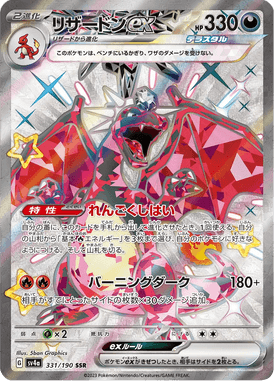 2進化
リザードンex
HP330
リザードから進化
テラスタル
このポケモンは、ベンチにいるかぎり、ワザのダメージを受けない。
特性 れんごくしはい
自分の番に、このカードを手札から出して進化させたとき、1回使える。自分の山札から「基本エネルギー」を3枚まで選び、自分のポケモンに好きなようにつける。そして山札を切る。
バーニングダーク 180+
相手がすでにとったサイドの枚数×30ダメージ追加。
×2
exルール
ポケモンexがきぜつしたとき、相手はサイドを2枚とる。
Illus. 5ban Graphics
sv4a 331/190 SSR
©2023 Pokémon/Nintendo/Creatures/GAME FREAK.